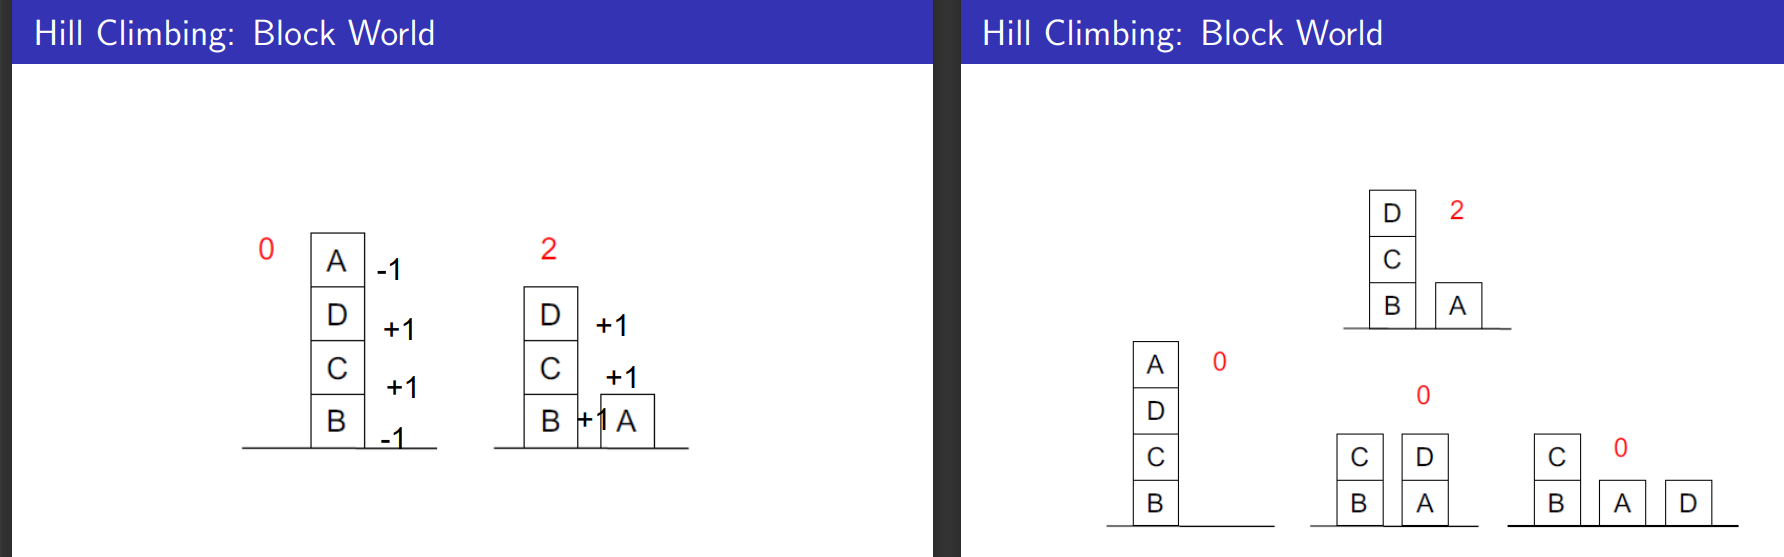 Hill Climbing: Block World
0 A -1 2
D +1 D +1
C +1 C +1
B -1 B +1 A
Hill Climbing: Block World
D 2
C
B A
A 0
D 0
C C D C 0
B B A B A D